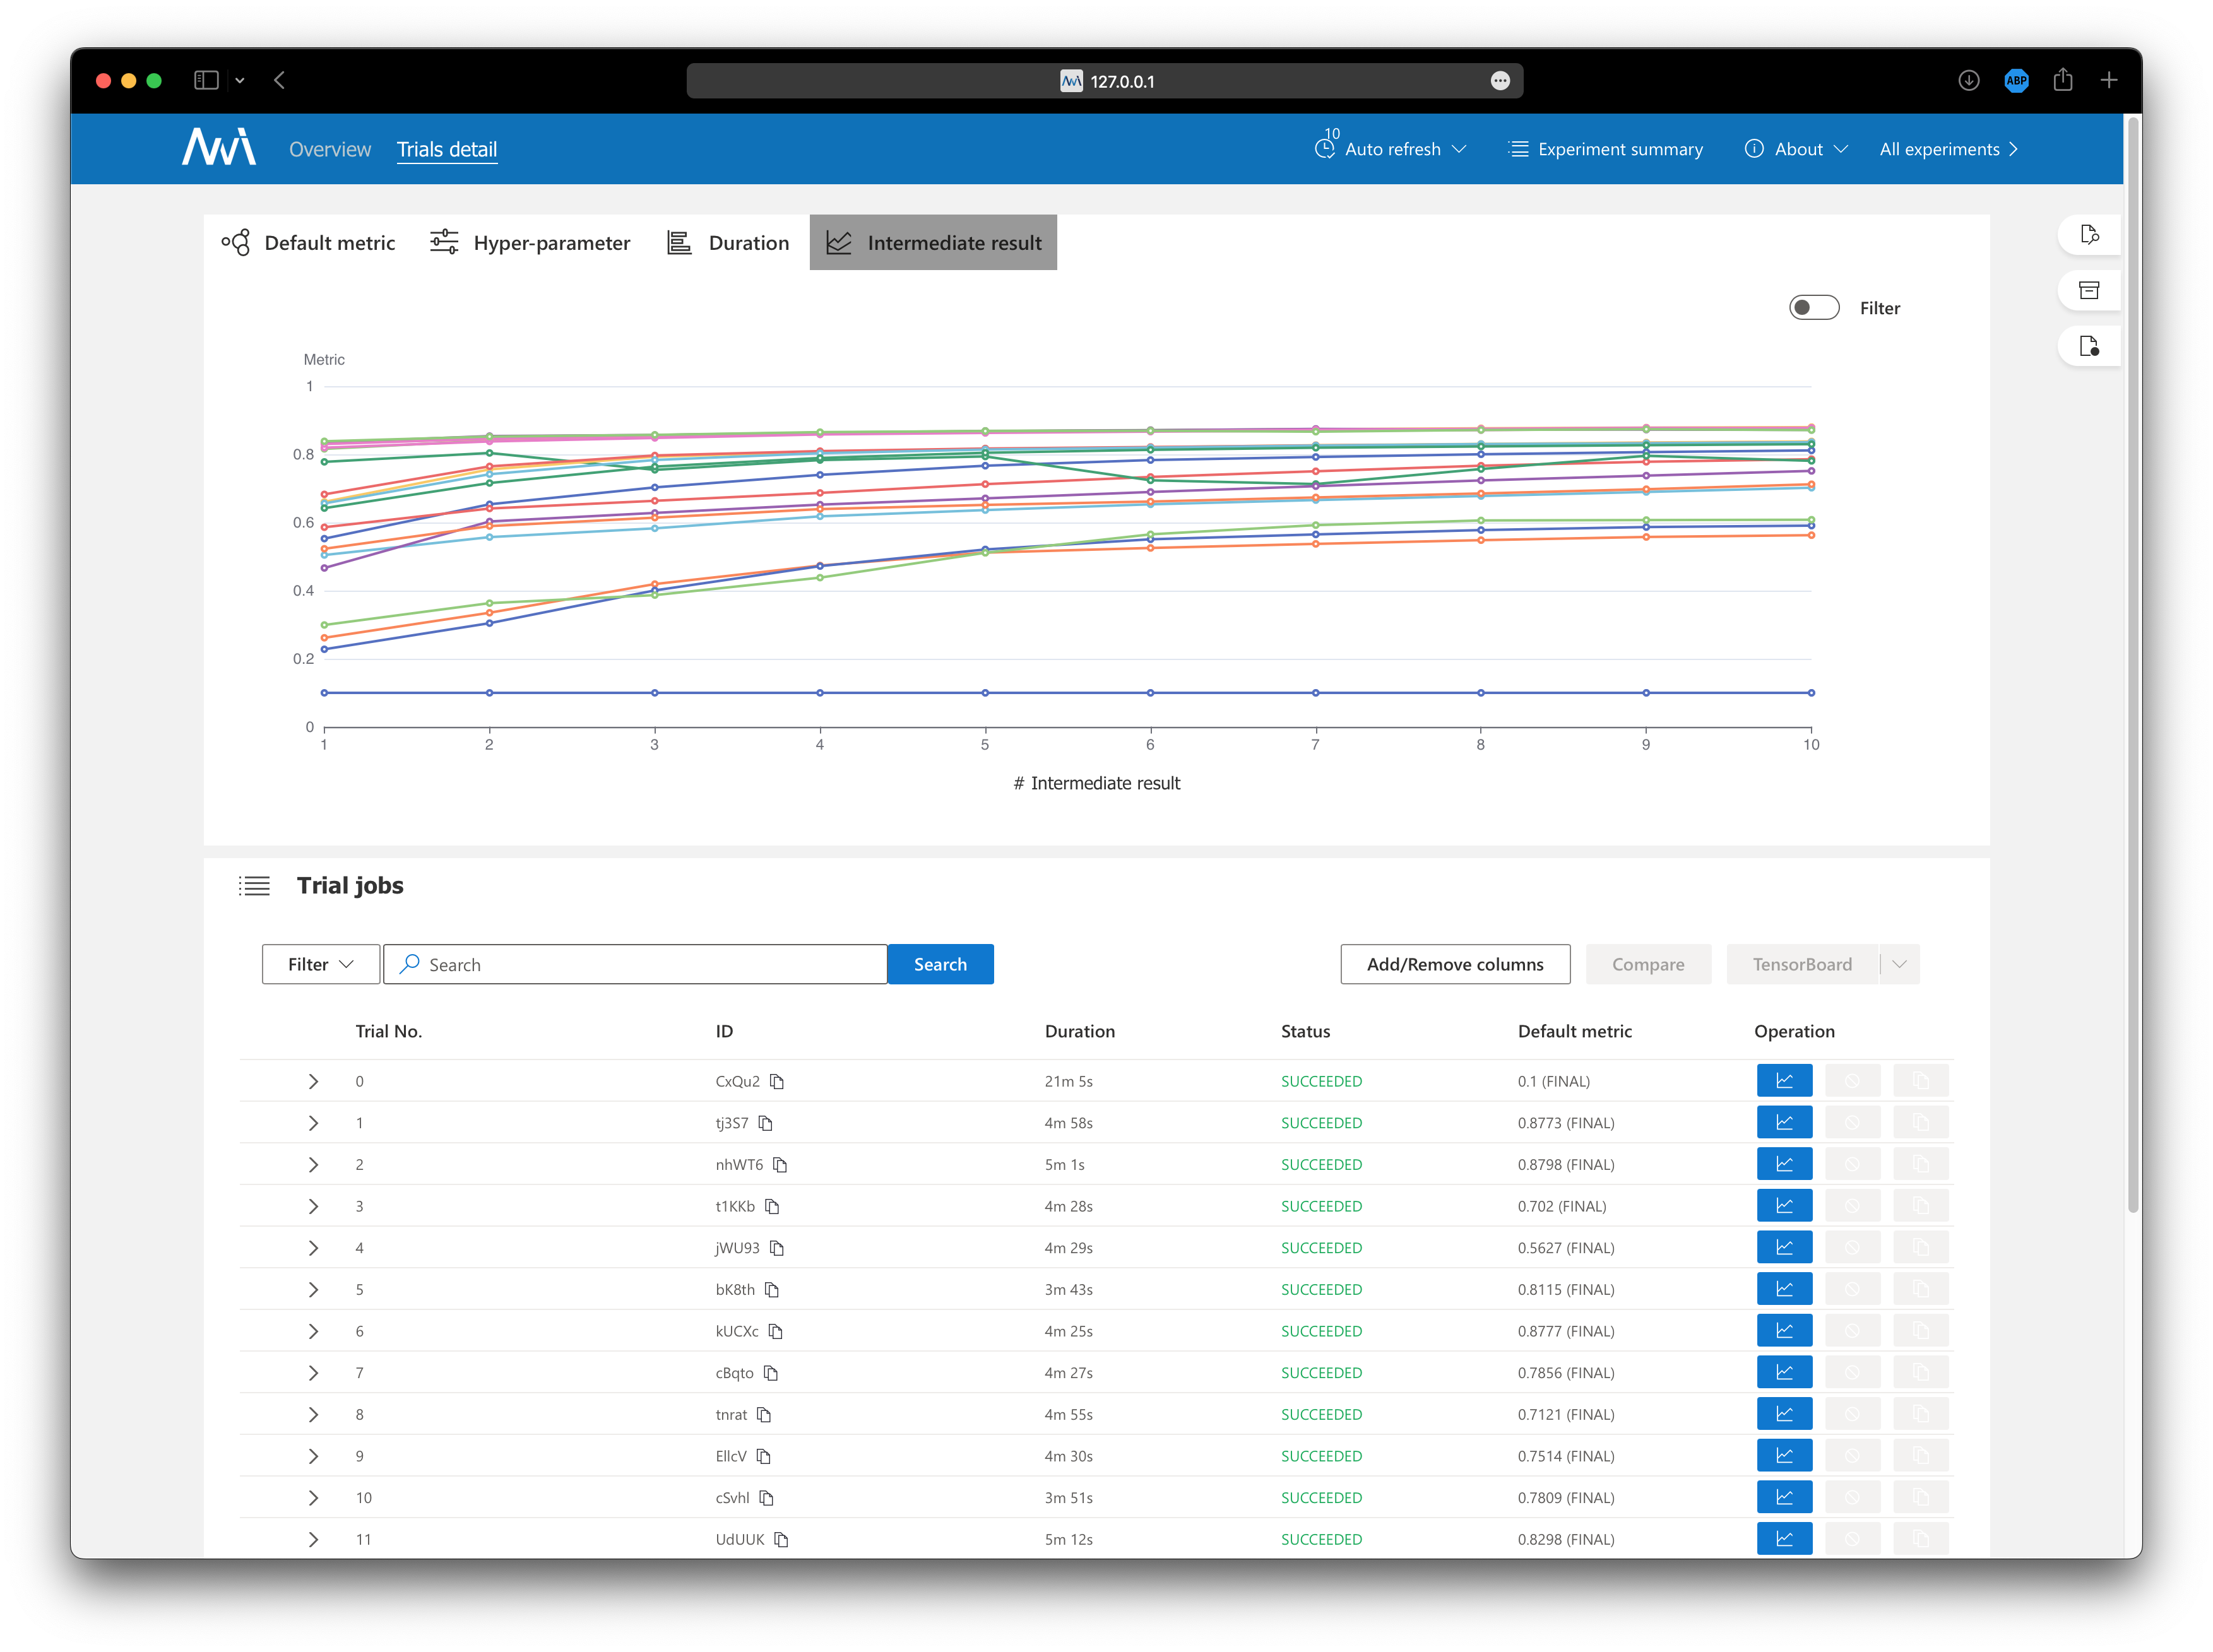 127.0.0.1
ABP
Overview Trials detail 10 Auto refresh Experiment summary About All experiments
Default metric Hyper-parameter Duration Intermediate result
Filter
Metric
1
0.8
0.6
0.4
0.2
0
1 2 3 4 5 6 7 8 9 10
# Intermediate result
Trial jobs
Filter Search Search Add/Remove columns Compare TensorBoard
Trial No. ID Duration Status Default metric Operation
0 CxQu2 21m 5s SUCCEEDED 0.1 (FINAL)
1 tj3S7 4m 58s SUCCEEDED 0.8773 (FINAL)
2 nhWT6 5m 1s SUCCEEDED 0.8798 (FINAL)
3 t1KKb 4m 28s SUCCEEDED 0.702 (FINAL)
4 jWU93 4m 29s SUCCEEDED 0.5627 (FINAL)
5 bK8th 3m 43s SUCCEEDED 0.8115 (FINAL)
6 kUCXc 4m 25s SUCCEEDED 0.8777 (FINAL)
7 cBqto 4m 27s SUCCEEDED 0.7856 (FINAL)
8 tnrat 4m 55s SUCCEEDED 0.7121 (FINAL)
9 EllcV 4m 30s SUCCEEDED 0.7514 (FINAL)
10 cSvhl 3m 51s SUCCEEDED 0.7809 (FINAL)
11 UdUUK 5m 12s SUCCEEDED 0.8298 (FINAL)